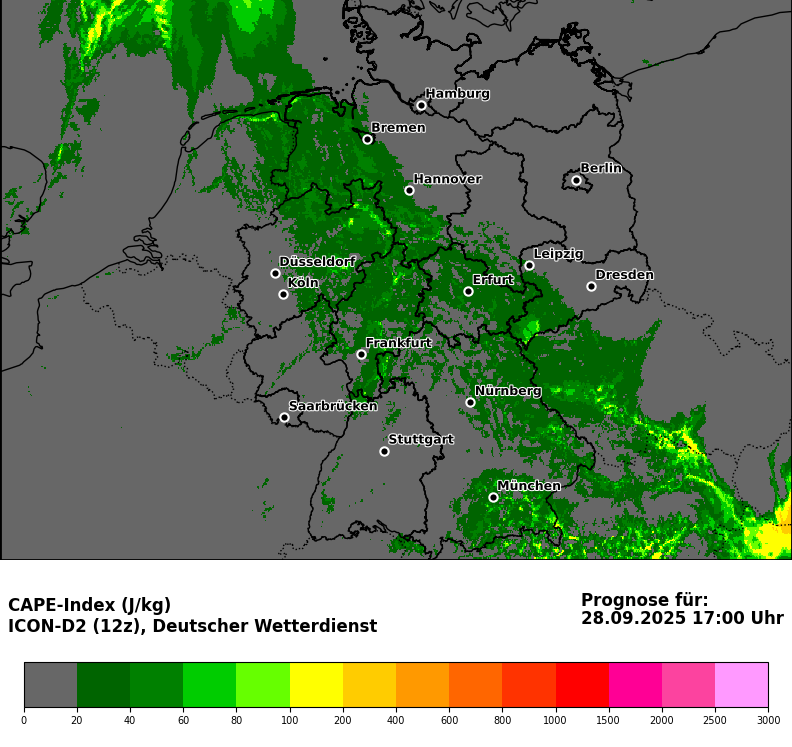 Hamburg
Bremen
Berlin
Hannover
Leipzig
Düsseldorf
Dresden
Köln
Erfurt
Frankfurt
Nürnberg
Saarbrücken
Stuttgart
München
CAPE-Index (J/kg)
ICON-D2 (12z), Deutscher Wetterdienst
Prognose für:
28.09.2025 17:00 Uhr
0 20 40 60 80 100 200 400 600 800 1000 1500 2000 2500 3000